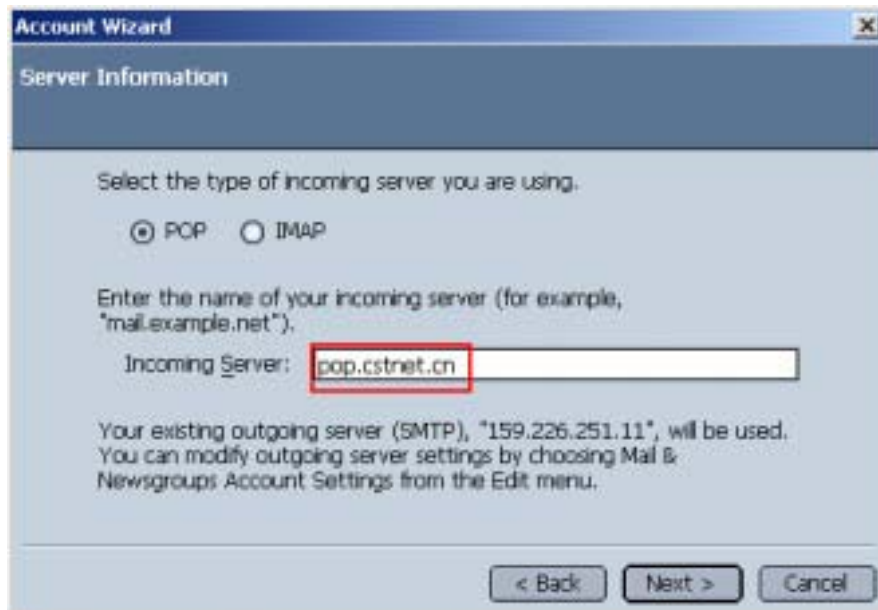 Account Wizard
Server Information
Select the type of incoming server you are using.
POP IMAP
Enter the name of your incoming server (for example,
"mail.example.net").
Incoming Server: pop.cstnet.cn
Your existing outgoing server (SMTP), "159.226.251.11", will be used.
You can modify outgoing server settings by choosing Mail &
Newsgroups Account Settings from the Edit menu.
< Back Next > Cancel